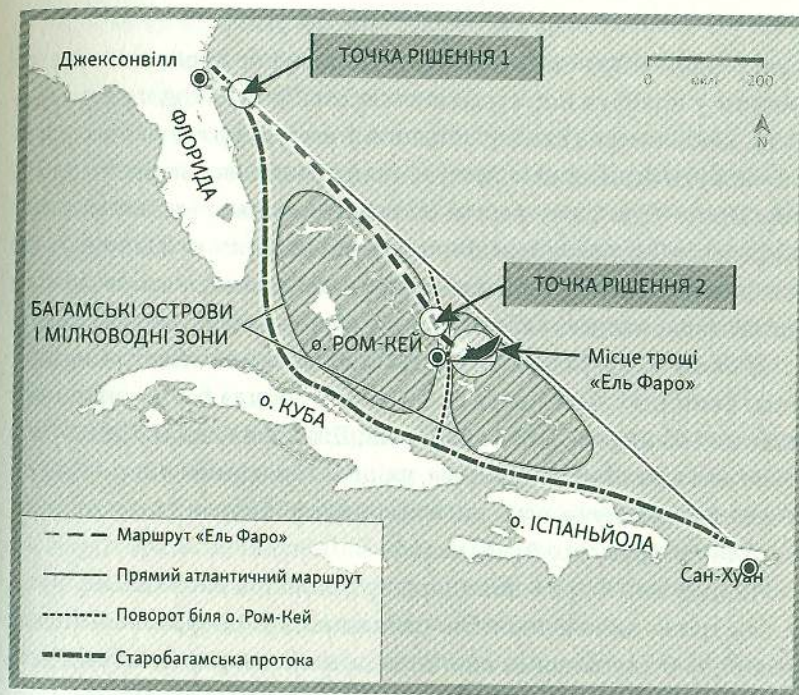 Джексонвілл
ТОЧКА РІШЕННЯ 1
0 милі 200
N
ФЛОРИДА
ТОЧКА РІШЕННЯ 2
БАГАМСЬКІ ОСТРОВИ
І МІЛКОВОДНІ ЗОНИ
о. РОМ-КЕЙ
Місце трощі
«Ель Фаро»
о. КУБА
о. ІСПАНЬЙОЛА
Сан-Хуан
Маршрут «Ель Фаро»
Прямий атлантичний маршрут
Поворот біля о. Ром-Кей
Старобагамська протока